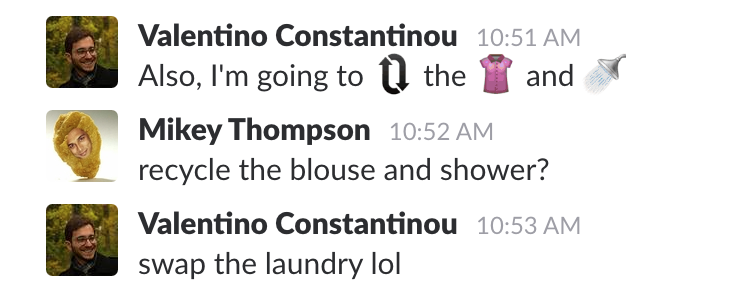 Valentino Constantinou 10:51 AM
Also, I'm going to 🔃 the 👚 and 🚿
Mikey Thompson 10:52 AM
recycle the blouse and shower?
Valentino Constantinou 10:53 AM
swap the laundry lol